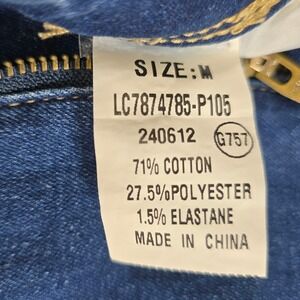 SIZE:M
LC7874785-P105
240612 G757
71% COTTON
27.5%POLYESTER
1.5% ELASTANE
MADE IN CHINA